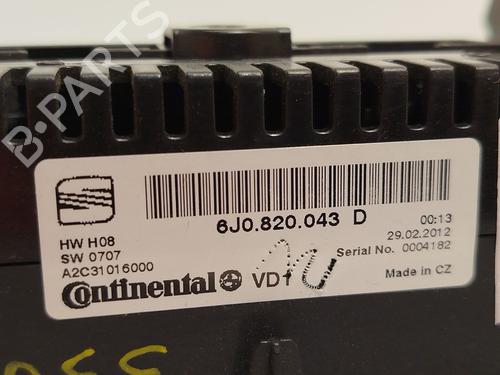 B-PARTS
6J0.820.043 D
00:13
29.02.2012
HW H08
SW 0707
A2C31016000
Serial No. 0004182
Continental VD1
Made in CZ